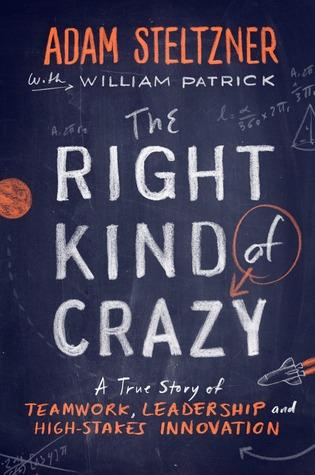 ADAM STELTZNER
with WILLIAM PATRICK
The
RIGHT
KIND of
CRAZY
A True Story of
TEAMWORK, LEADERSHIP and
HIGH-STAKES INNOVATION